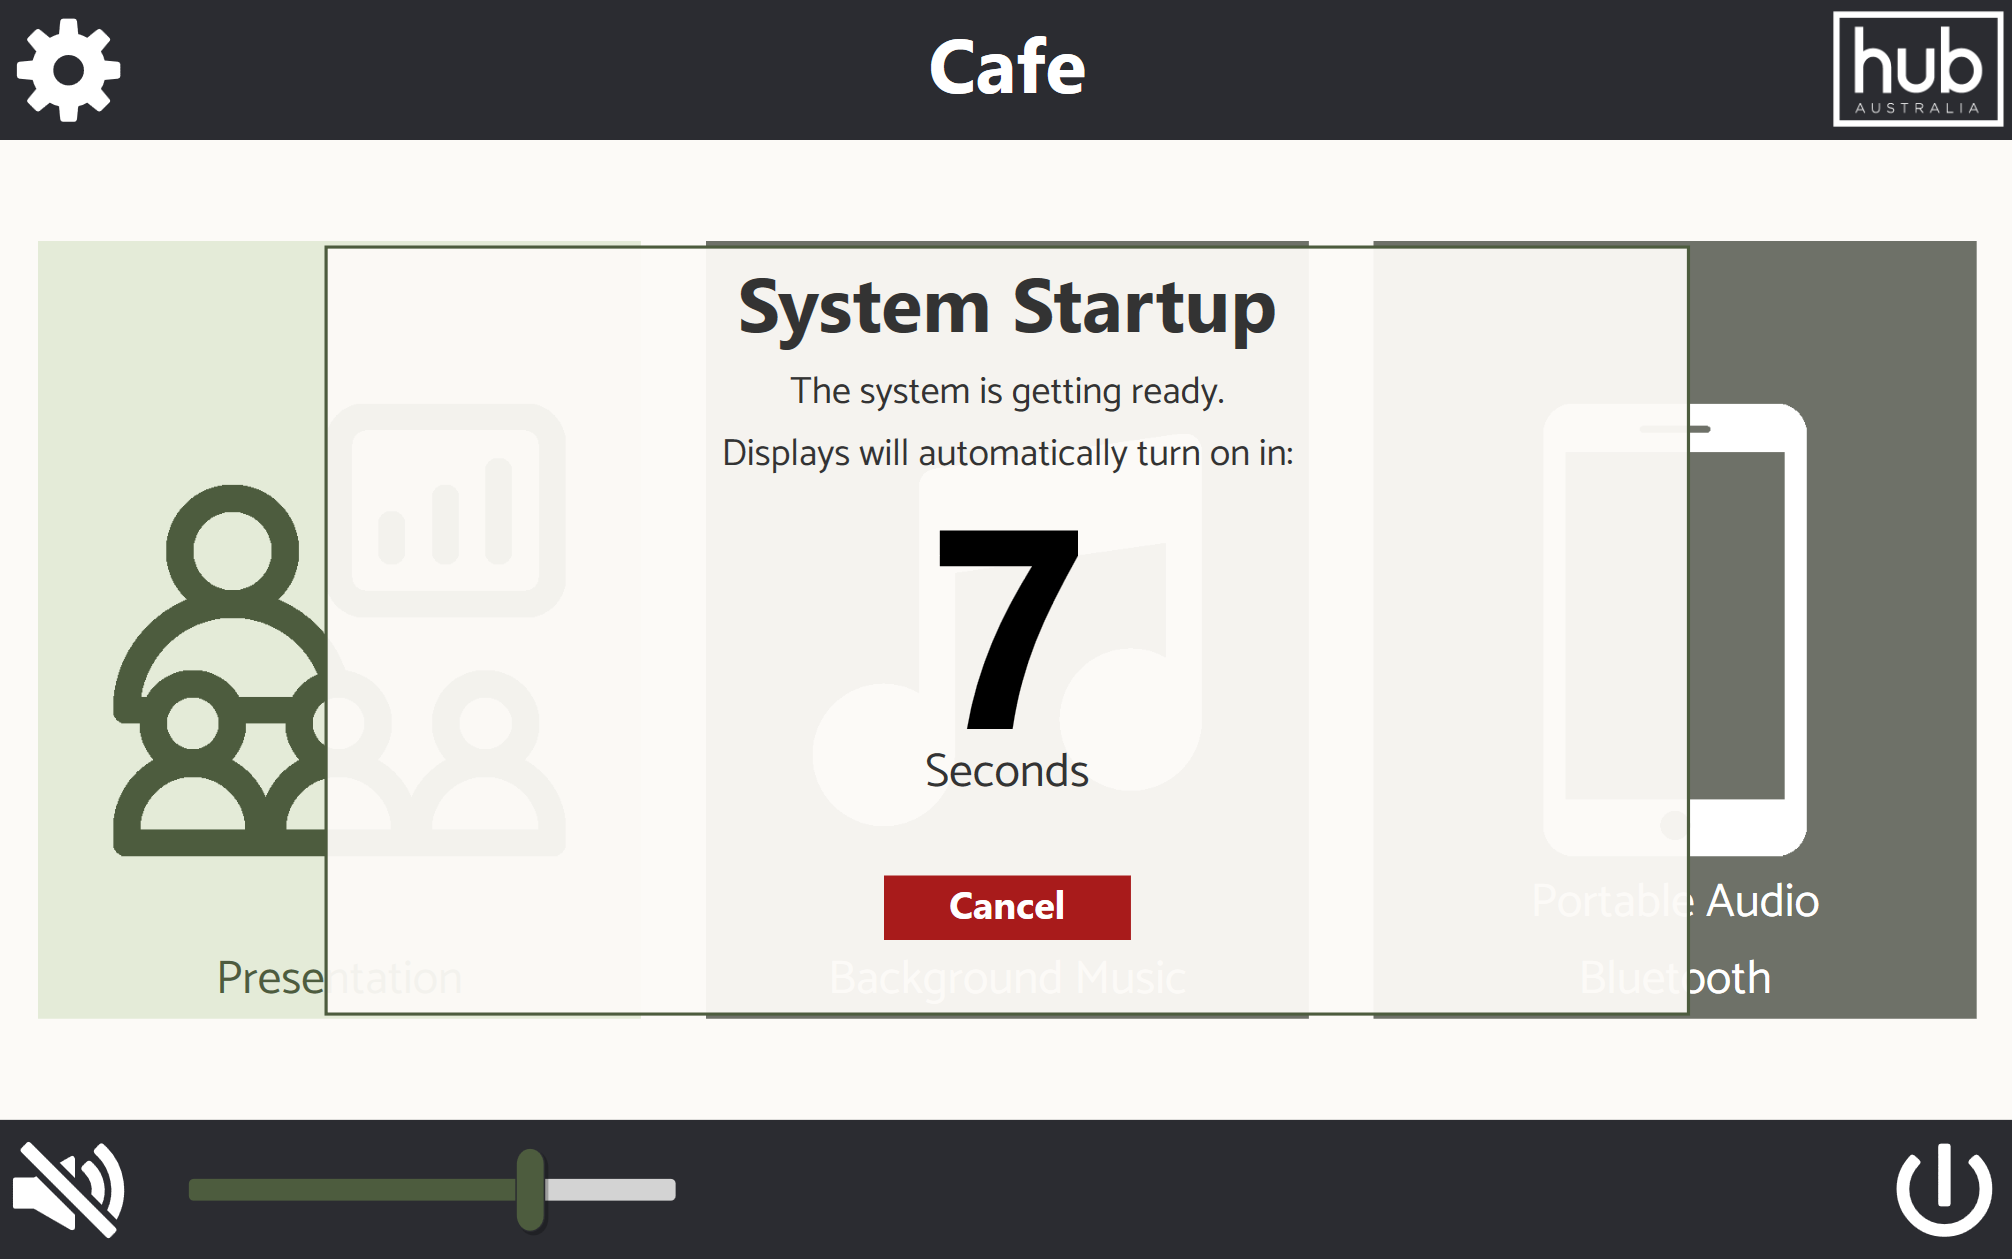 Cafe
hub
AUSTRALIA
System Startup
The system is getting ready.
Displays will automatically turn on in:
7
Seconds
Cancel
Presentation
Background Music
Portable Audio
Bluetooth